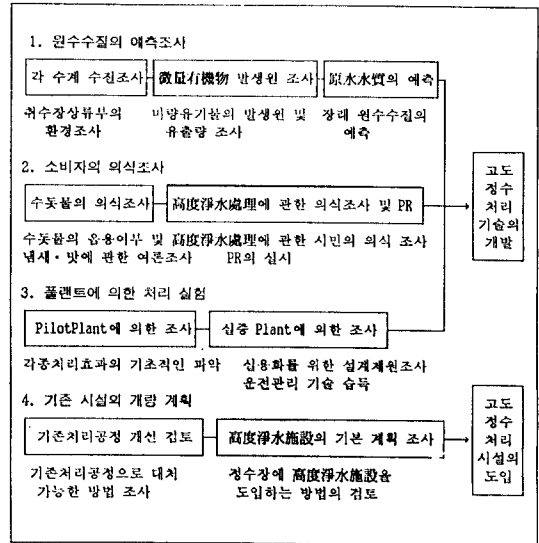 1. 원수수질의 예측조사
각 수계 수질조사 微量有機物 발생원 조사 原水水質의 예측
취수장상류부의 미량유기물의 발생원 및 장래 원수수질의
환경조사 유출량 조사 예측
2. 소비자의 의식조사
수돗물의 의식조사 高度淨水處理에 관한 의식조사 및 PR
수돗물의 음용이부 및 高度淨水處理에 관한 시민의 의식 조사
냄새·맛에 관한 여론조사 PR의 실시
고도
정수
처리
기술의
개발
3. 플랜트에 의한 처리 실험
PilotPlant에 의한 조사 실증 Plant에 의한 조사
각종처리효과의 기초적인 파악 실용화를 위한 설계제원조사
운전관리 기술 습득
4. 기존 시설의 개량 계획
기존처리공정 개선 검토 高度淨水施設의 기본 계획 조사
기존처리공정으로 대처 정수장에 高度淨水施設을
가능한 방법 조사 도입하는 방법의 검토
고도
정수
처리
시설의
도입